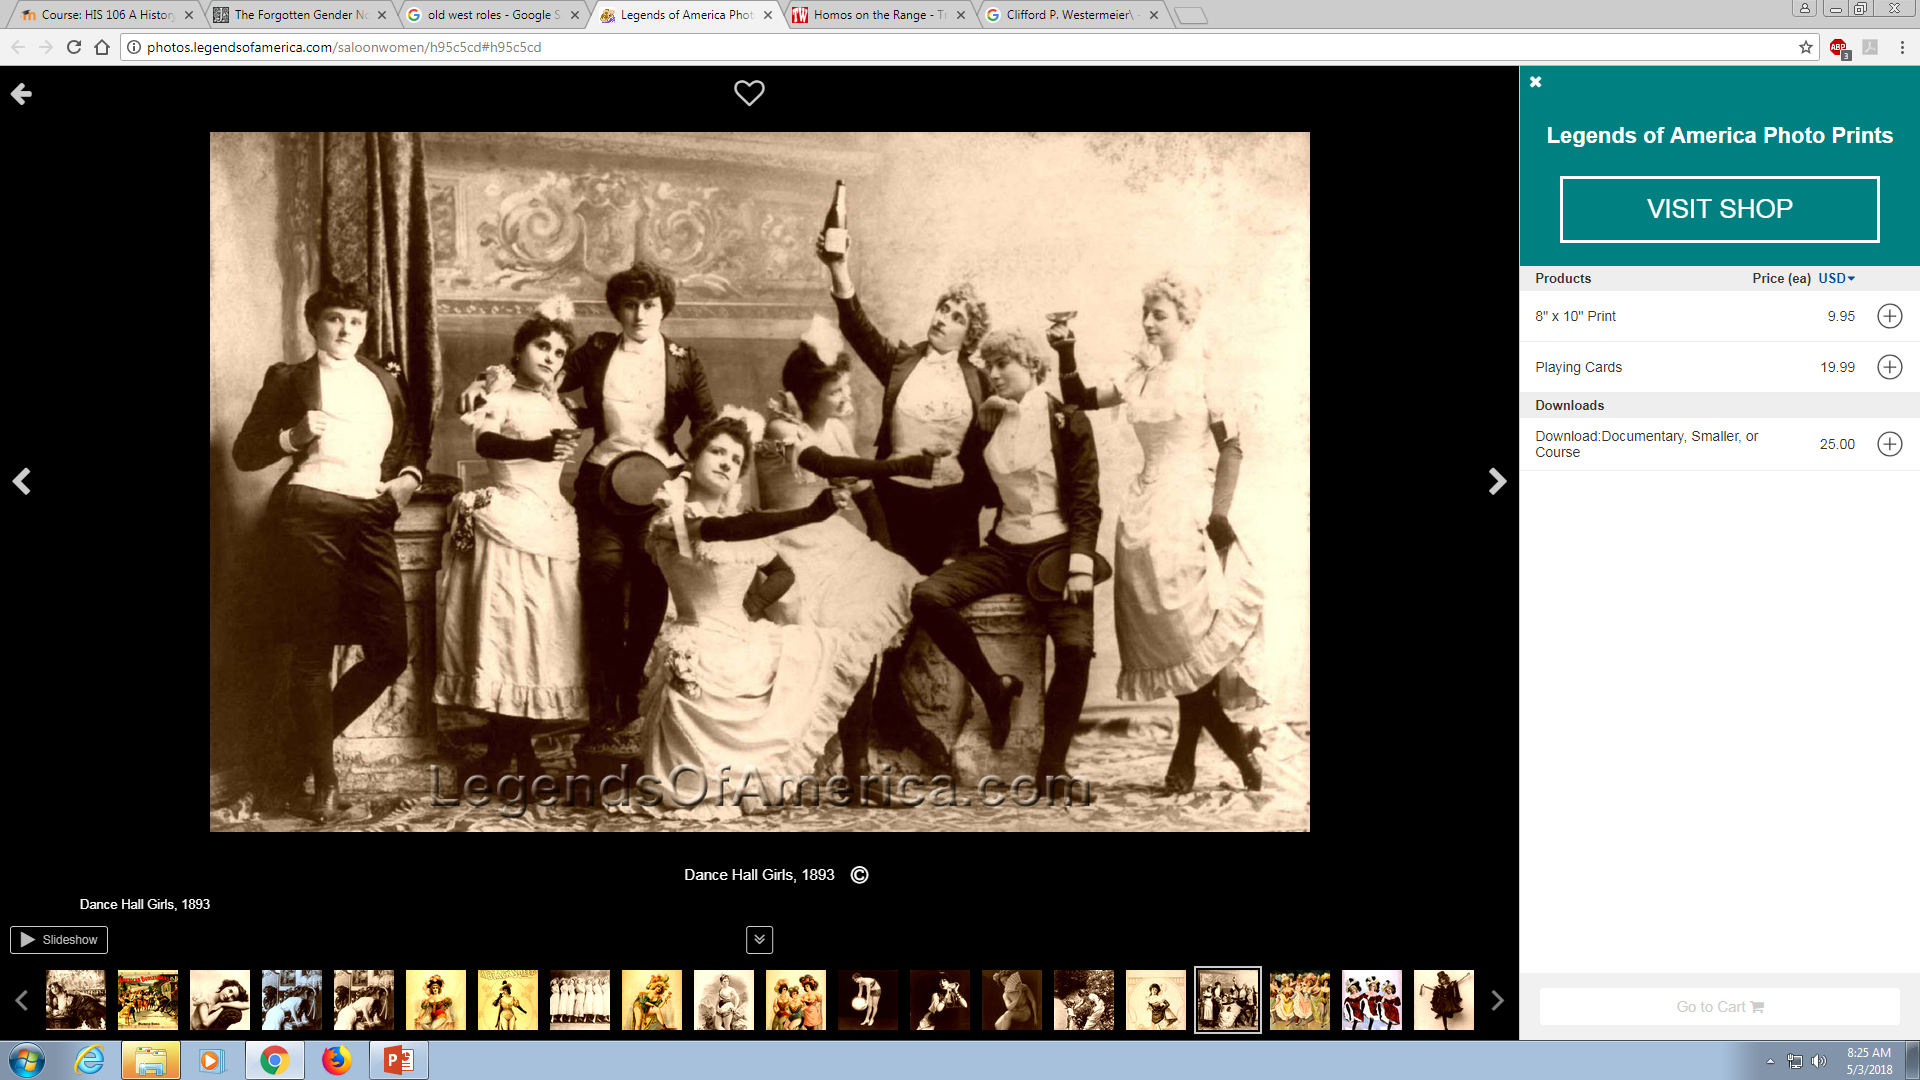 Course: HIS 106 A History
The Forgotten Gender No
old west roles - Google S
Legends of America Phot
Homos on the Range - Tr
Clifford P. Westermeier\ -
photos.legendsofamerica.com/saloonwomen/h95c5cd#h95c5cd
ABP
3
Legends of America Photo Prints
VISIT SHOP
Products Price (ea) USD
8" x 10" Print 9.95
Playing Cards 19.99
Downloads
Download:Documentary, Smaller, or
Course 25.00
LegendsOfAmerica.com
Dance Hall Girls, 1893 ©
Dance Hall Girls, 1893
Slideshow
Go to Cart
8:25 AM
5/3/2018